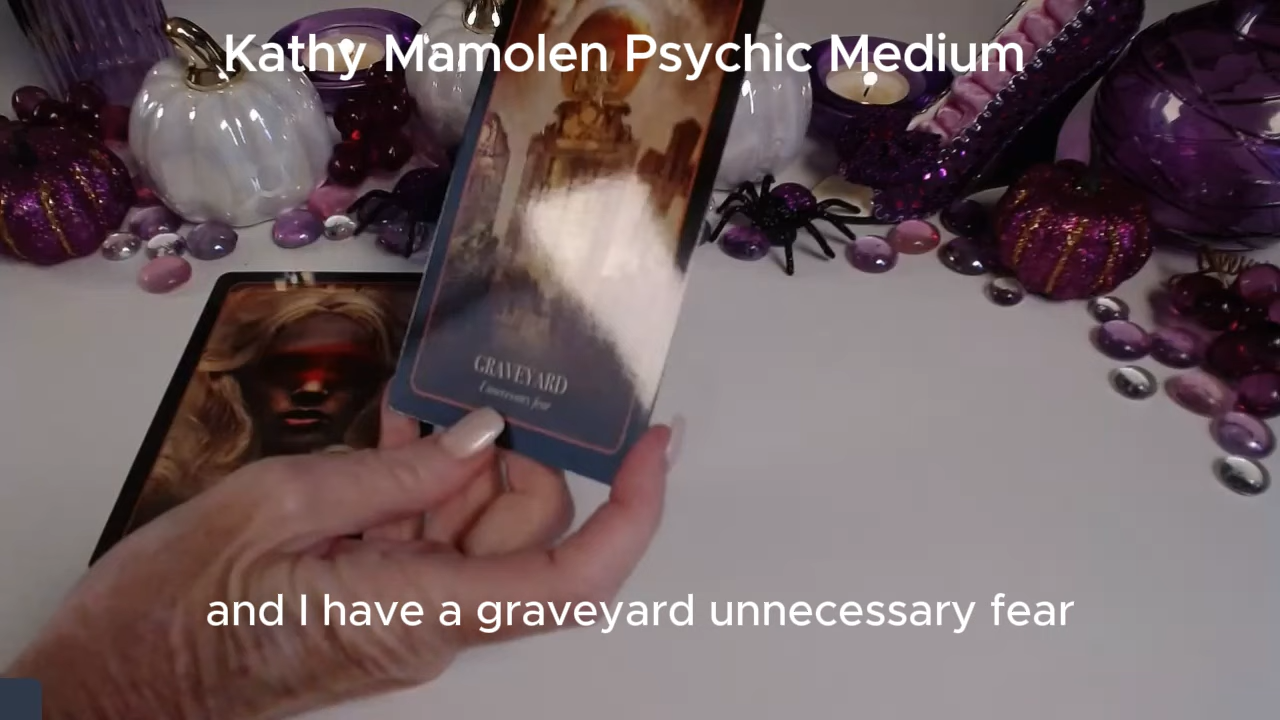 Kathy Mamolen Psychic Medium
GRAVEYARD
Unnecessary fear
and I have a graveyard unnecessary fear